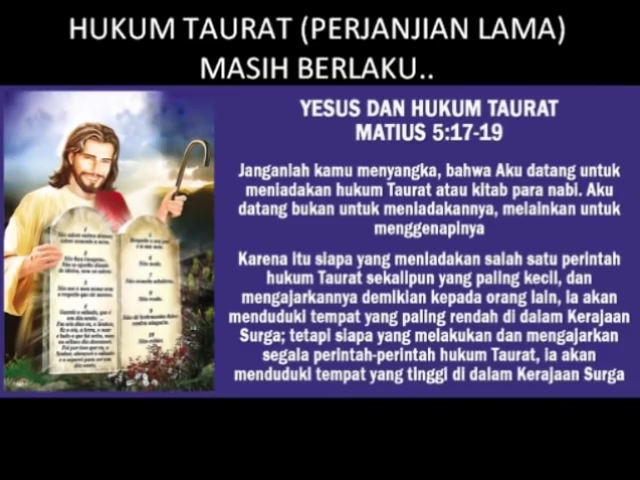 HUKUM TAURAT (PERJANJIAN LAMA)
MASIH BERLAKU..
YESUS DAN HUKUM TAURAT
MATIUS 5:17-19
Janganlah kamu menyangka, bahwa Aku datang untuk
meniadakan hukum Taurat atau kitab para nabi. Aku
datang bukan untuk meniadakannya, melainkan untuk
menggenapinya
Karena itu siapa yang meniadakan salah satu perintah
hukum Taurat sekalipun yang paling kecil, dan
mengajarkannya demikian kepada orang lain, ia akan
menduduki tempat yang paling rendah di dalam Kerajaan
Surga; tetapi siapa yang melakukan dan mengajarkan
segala perintah-perintah hukum Taurat, ia akan
menduduki tempat yang tinggi di dalam Kerajaan Surga